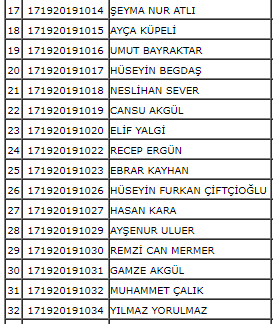 17 171920191014 ŞEYMA NUR ATLI
18 171920191015 AYÇA KÜPELİ
19 171920191016 UMUT BAYRAKTAR
20 171920191017 HÜSEYİN BEGDAŞ
21 171920191018 NESLİHAN SEVER
22 171920191019 CANSU AKGÜL
23 171920191020 ELİF YALGİ
24 171920191022 RECEP ERGÜN
25 171920191023 EBRAR KAYHAN
26 171920191026 HÜSEYİN FURKAN ÇİFTÇİOĞLU
27 171920191027 HASAN KARA
28 171920191029 AYŞENUR ULUER
29 171920191030 REMZİ CAN MERMER
30 171920191031 GAMZE AKGÜL
31 171920191032 MUHAMMET ÇALIK
32 171920191034 YILMAZ YORULMAZ